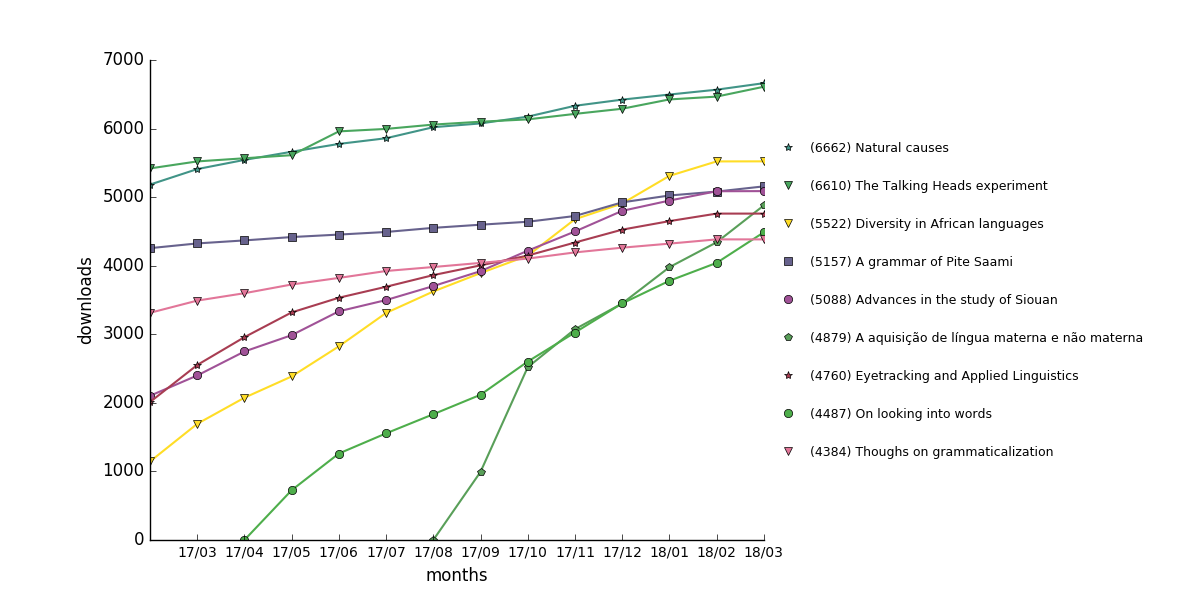 7000
6000
5000
4000
3000
2000
1000
0
downloads
17/03 17/04 17/05 17/06 17/07 17/08 17/09 17/10 17/11 17/12 18/01 18/02 18/03
months
(6662) Natural causes
(6610) The Talking Heads experiment
(5522) Diversity in African languages
(5157) A grammar of Pite Saami
(5088) Advances in the study of Siouan
(4879) A aquisição de língua materna e não materna
(4760) Eyetracking and Applied Linguistics
(4487) On looking into words
(4384) Thoughs on grammaticalization